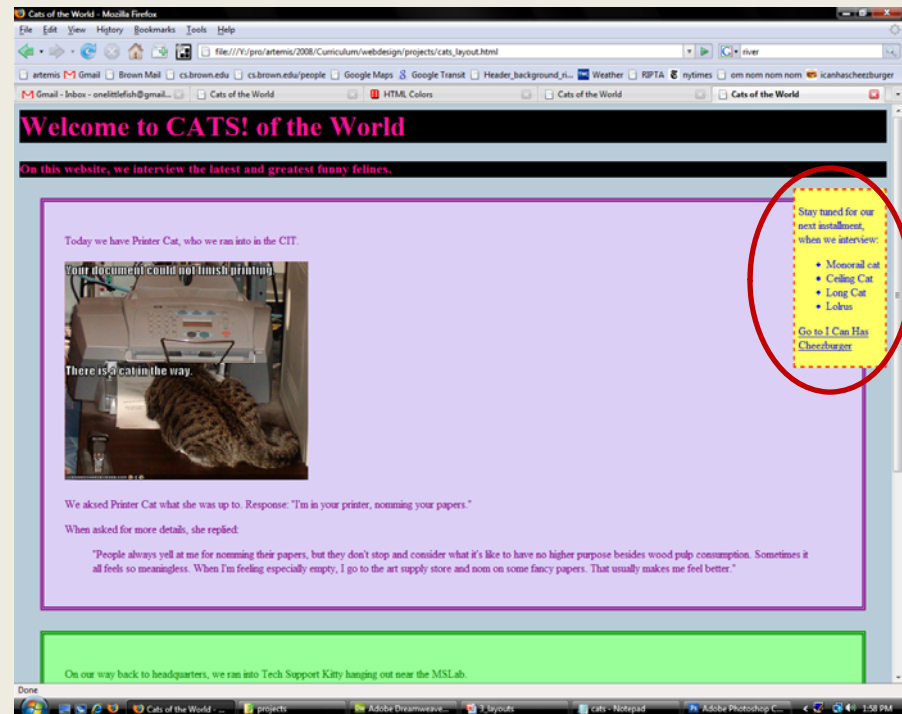 Cats of the World - Mozilla Firefox
File Edit View History Bookmarks Tools Help
file:///Y:/pro/artemis/2008/Curriculum/webdesign/projects/cats_layout.html
river
artemis Gmail Brown Mail cs.brown.edu cs.brown.edu/people Google Maps Google Transit Header_background_ri... Weather RIPTA nytimes om nom nom nom icanhascheezburger
Gmail - Inbox - onelittlefish@gmail... Cats of the World HTML Colors Cats of the World Cats of the World
Welcome to CATS! of the World
On this website, we interview the latest and greatest funny felines.
Stay tuned for our
next installment,
when we interview:
• Monorail cat
• Ceiling Cat
• Long Cat
• Lolrus
Go to I Can Has
Cheezburger
Today we have Printer Cat, who we ran into in the CIT.
Your document could not finish printing
There is a cat in the way.
We aksed Printer Cat what she was up to. Response: "I'm in your printer, nomming your papers."
When asked for more details, she replied:
"People always yell at me for nomming their papers, but they don't stop and consider what it's like to have no higher purpose besides wood pulp consumption. Sometimes it
all feels so meaningless. When I'm feeling especially empty, I go to the art supply store and nom on some fancy papers. That usually makes me feel better."
On our way back to headquarters, we ran into Tech Support Kitty hanging out near the MSLab.
Done
Cats of the World - ... projects Adobe Dreamweave... 3_layouts cats - Notepad Adobe Photoshop C... 1:58 PM